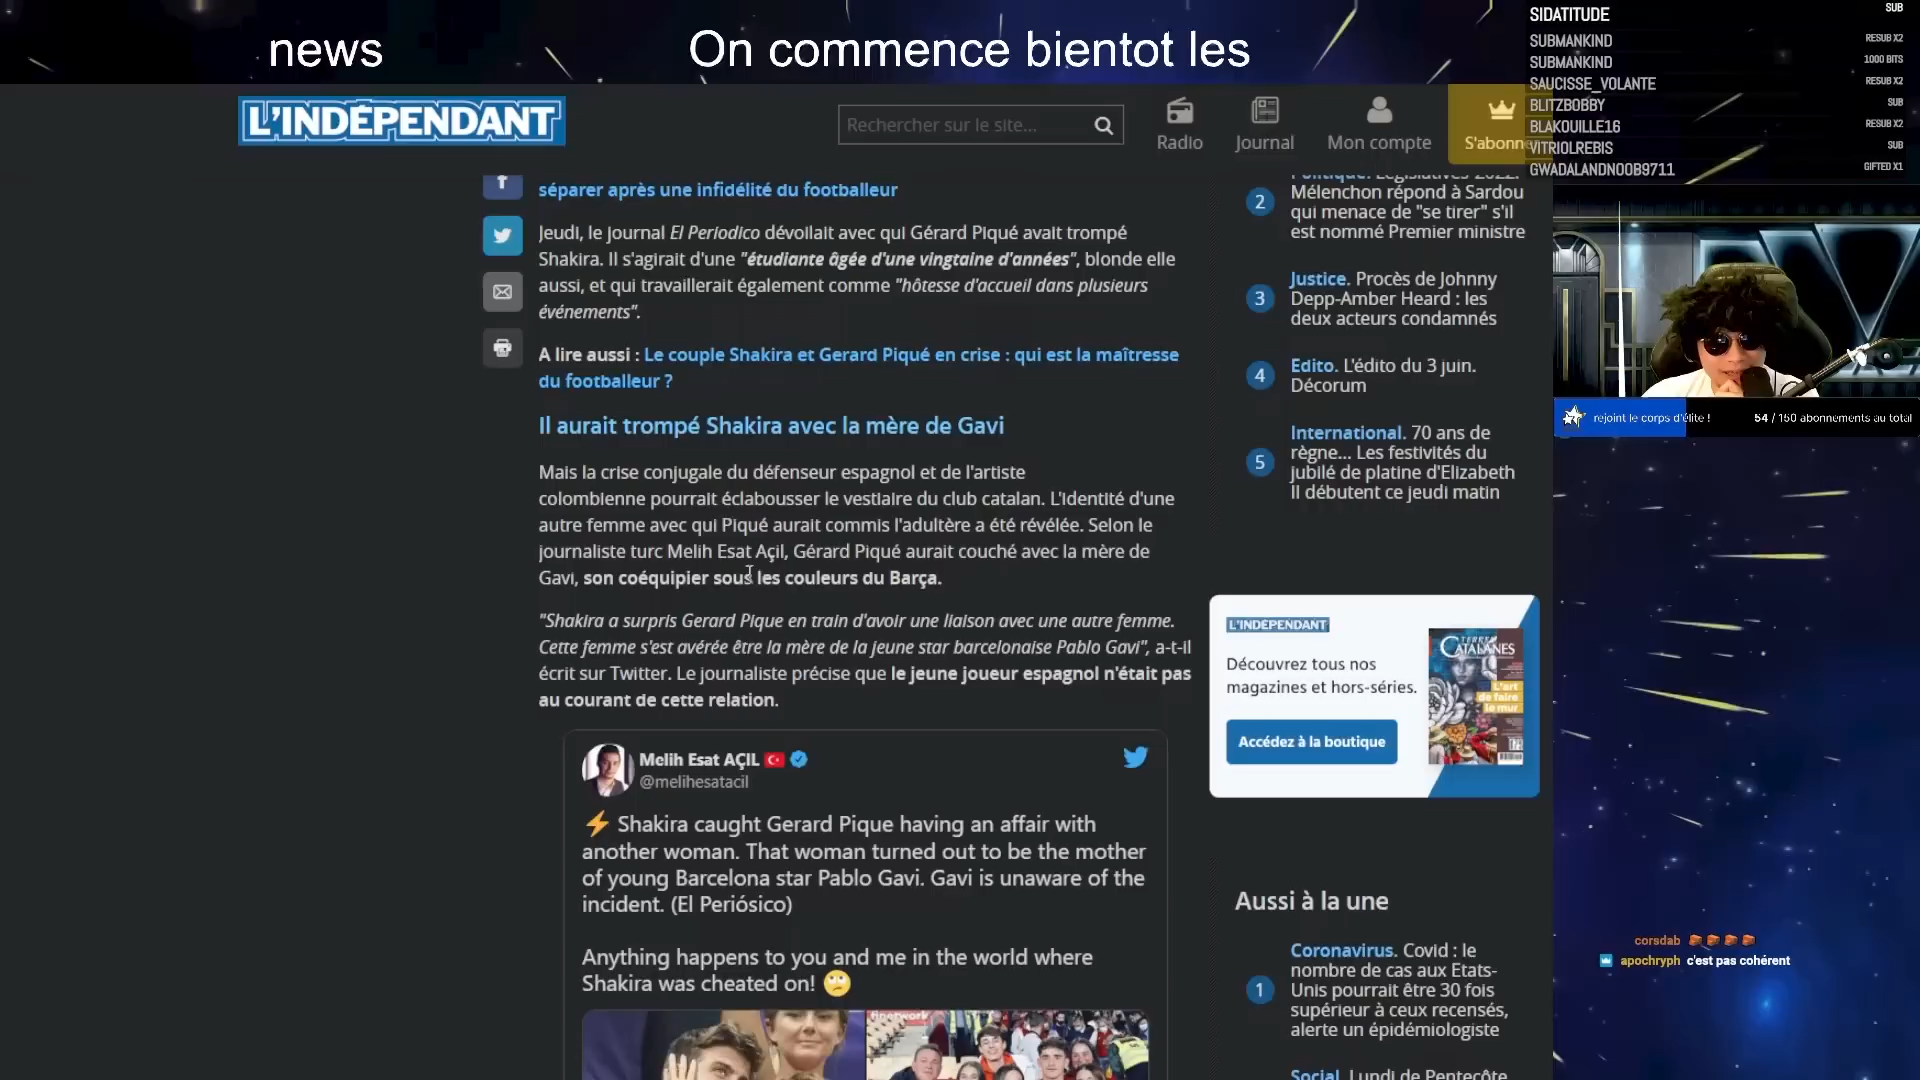 news
On commence bientot les
L'INDÉPENDANT
Rechercher sur le site...
Radio
Journal
Mon compte
S'abonne
SIDATITUDE SUB
SUBMANKIND RESUB X2
SUBMANKIND 1000 BITS
SAUCISSE_VOLANTE RESUB X2
BLITZBOBBY SUB
BLAKOUILLE16 RESUB X2
VITRIOLREBIS SUB
GWADALANDNOOB9711 GIFTED X1
séparer après une infidélité du footballeur
Jeudi, le journal El Periodico dévoilait avec qui Gérard Piqué avait trompé
Shakira. Il s'agirait d'une "étudiante âgée d'une vingtaine d'années", blonde elle
aussi, et qui travaillerait également comme "hôtesse d'accueil dans plusieurs
événements".
A lire aussi : Le couple Shakira et Gerard Piqué en crise : qui est la maîtresse
du footballeur ?
Il aurait trompé Shakira avec la mère de Gavi
Mais la crise conjugale du défenseur espagnol et de l'artiste
colombienne pourrait éclabousser le vestiaire du club catalan. L'identité d'une
autre femme avec qui Piqué aurait commis l'adultère a été révélée. Selon le
journaliste turc Melih Esat Açil, Gérard Piqué aurait couché avec la mère de
Gavi, son coéquipier sous les couleurs du Barça.
"Shakira a surpris Gerard Pique en train d'avoir une liaison avec une autre femme.
Cette femme s'est avérée être la mère de la jeune star barcelonaise Pablo Gavi", a-t-il
écrit sur Twitter. Le journaliste précise que le jeune joueur espagnol n'était pas
au courant de cette relation.
Melih Esat AÇIL
@melihesatacil
⚡ Shakira caught Gerard Pique having an affair with
another woman. That woman turned out to be the mother
of young Barcelona star Pablo Gavi. Gavi is unaware of the
incident. (El Periósico)
Anything happens to you and me in the world where
Shakira was cheated on! 🙄
finetwork
2
Politique. Législatives 2022.
Mélenchon répond à Sardou
qui menace de "se tirer" s'il
est nommé Premier ministre
3
Justice. Procès de Johnny
Depp-Amber Heard : les
deux acteurs condamnés
4
Edito. L'édito du 3 juin.
Décorum
5
International. 70 ans de
règne... Les festivités du
jubilé de platine d'Elizabeth
II débutent ce jeudi matin
L'INDÉPENDANT
Découvrez tous nos
magazines et hors-séries.
Accédez à la boutique
TERRES
CATALANES
L'art
de faire
le mur
Aussi à la une
1
Coronavirus. Covid : le
nombre de cas aux Etats-
Unis pourrait être 30 fois
supérieur à ceux recensés,
alerte un épidémiologiste
Social. Lundi de Pentecôte
rejoint le corps d'élite !
54 / 150 abonnements au total
corsdab
apochryph c'est pas cohérent